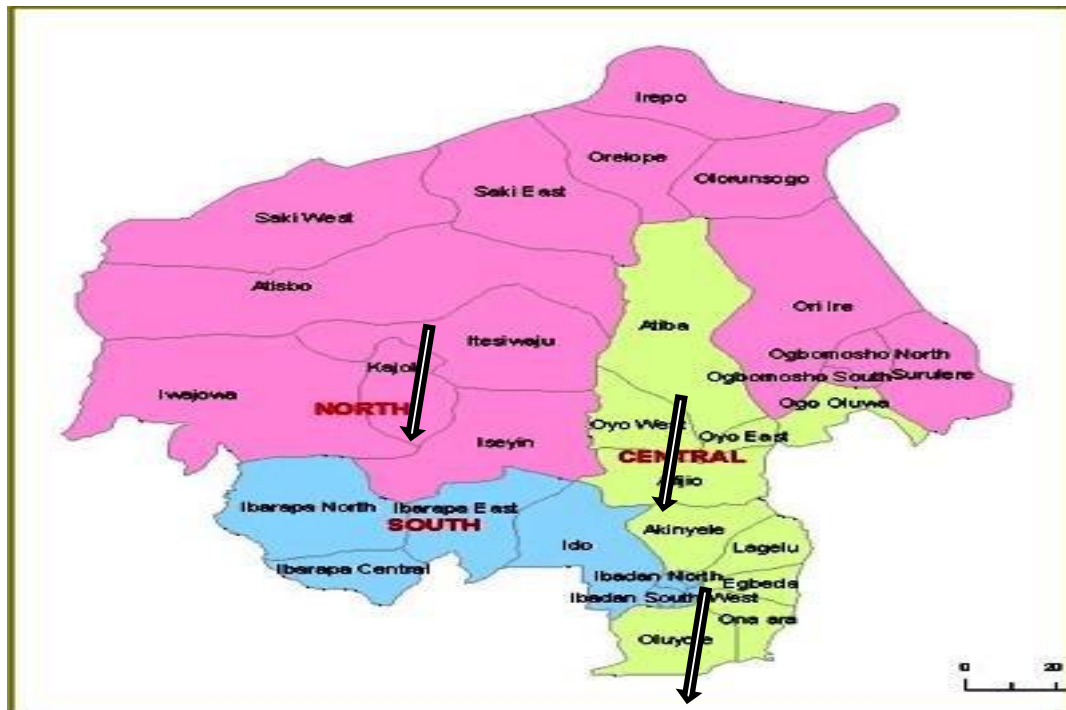 Irepo
Orelope
Olorunsogo
Saki East
Saki West
Atisbo
Ori Ire
Atiba
Itesiwaju
Ogbomosho North
Kajola
Ogbomosho South
Surulere
Iwajowa
Ogo Oluwa
NORTH
Oyo West
Oyo East
Iseyin
CENTRAL
Afijio
Ibarapa North
Ibarapa East
SOUTH
Akinyele
Ido
Lagelu
Ibarapa Central
Ibadan North
Egbeda
Ibadan South West
Ona ara
Oluyole
0
20